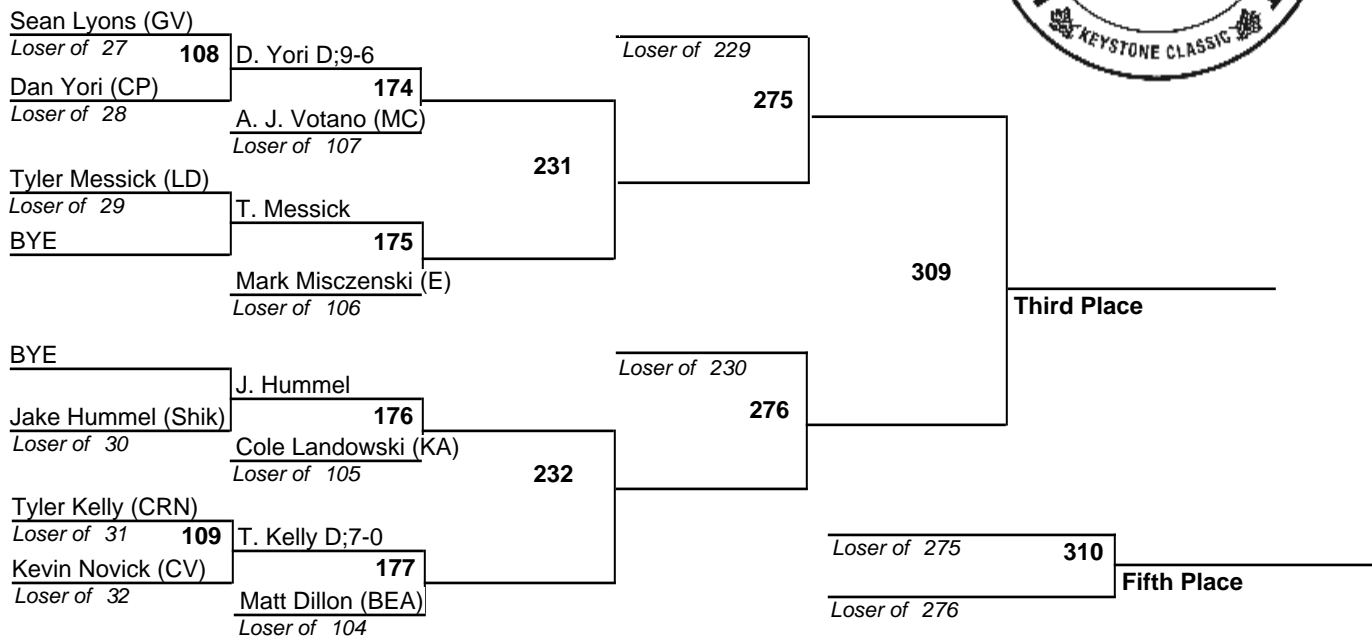 KEYSTONE CLASSIC
Sean Lyons (GV)
Loser of 27
108
D. Yori D;9-6
Dan Yori (CP)
Loser of 28
174
A. J. Votano (MC)
Loser of 107
Loser of 229
275
231
Tyler Messick (LD)
Loser of 29
T. Messick
BYE
175
Mark Misczenski (E)
Loser of 106
309
Third Place
BYE
J. Hummel
Jake Hummel (Shik)
Loser of 30
176
Cole Landowski (KA)
Loser of 105
Loser of 230
276
232
Tyler Kelly (CRN)
Loser of 31
109
T. Kelly D;7-0
Kevin Novick (CV)
Loser of 32
177
Matt Dillon (BEA)
Loser of 104
Loser of 275
310
Fifth Place
Loser of 276